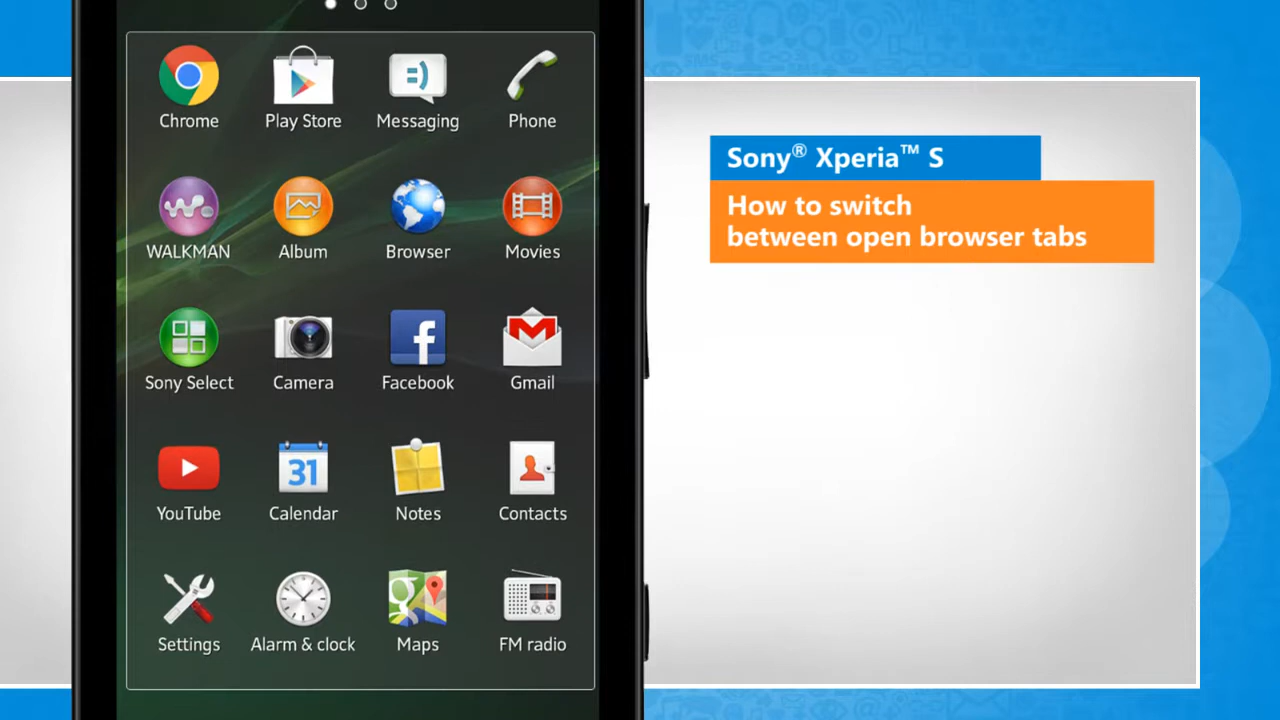 Chrome
Play Store
Messaging
Phone
WALKMAN
Album
Browser
Movies
Sony Select
Camera
Facebook
Gmail
YouTube
31
Calendar
Notes
Contacts
Settings
Alarm & clock
Maps
FM radio
Sony® Xperia™ S
How to switch
between open browser tabs